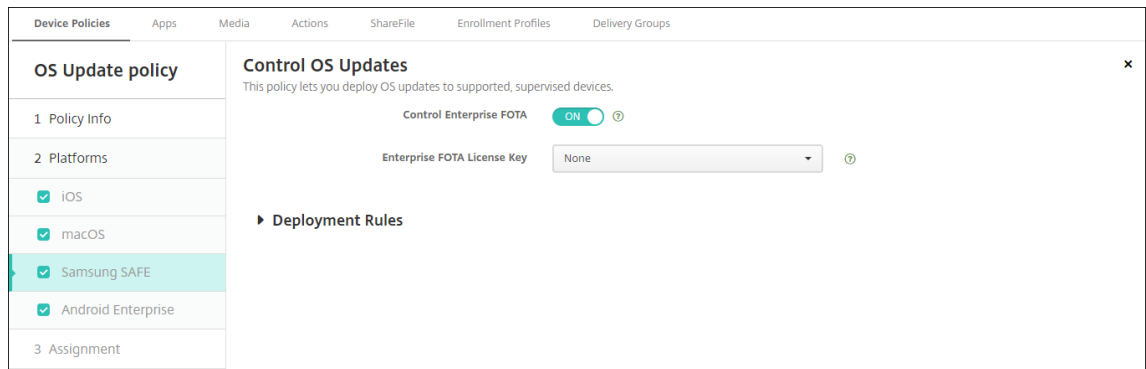 Device Policies Apps Media Actions ShareFile Enrollment Profiles Delivery Groups
OS Update policy
1 Policy Info
2 Platforms
iOS
macOS
Samsung SAFE
Android Enterprise
3 Assignment
Control OS Updates
This policy lets you deploy OS updates to supported, supervised devices.
Control Enterprise FOTA ON ?
Enterprise FOTA License Key None ?
Deployment Rules